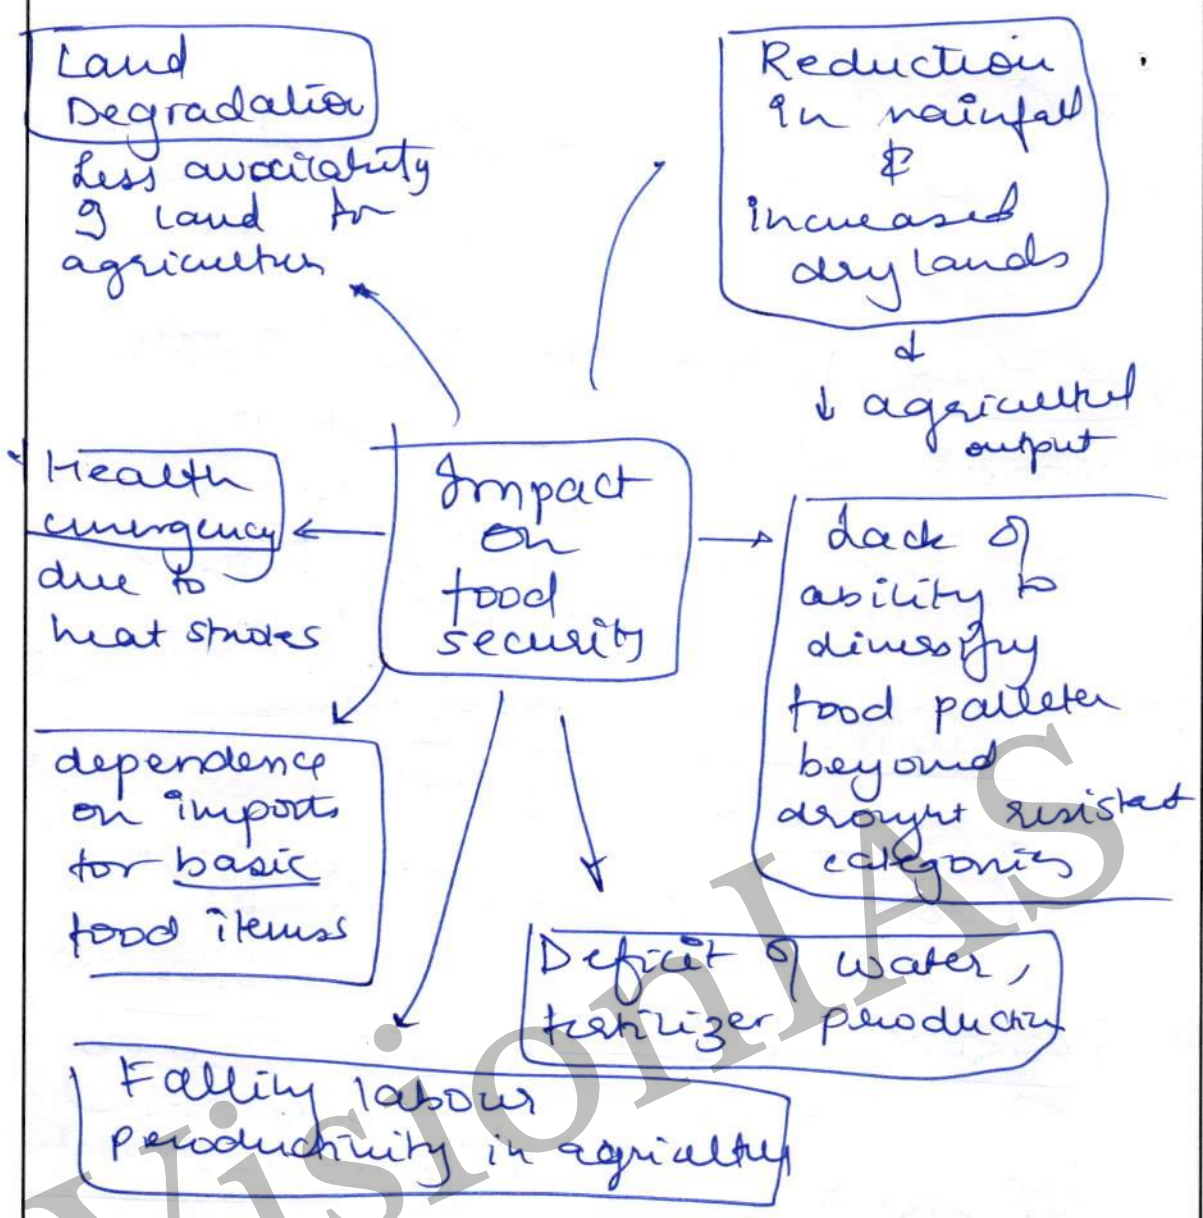 Land
Degradation
Less availability
of land for
agriculture
Reduction
in rainfall
&
increased
drylands
↓
↓ agricultural
output
Health
emergency
due to
heat strokes
Impact
on
food
security
Lack of
ability to
diversify
food palleter
beyond
drought resistant
categories
dependence
on imports
for basic
food items
Deficit of water,
fertilizer production
Falling labour
productivity in agriculture
VisionIAS